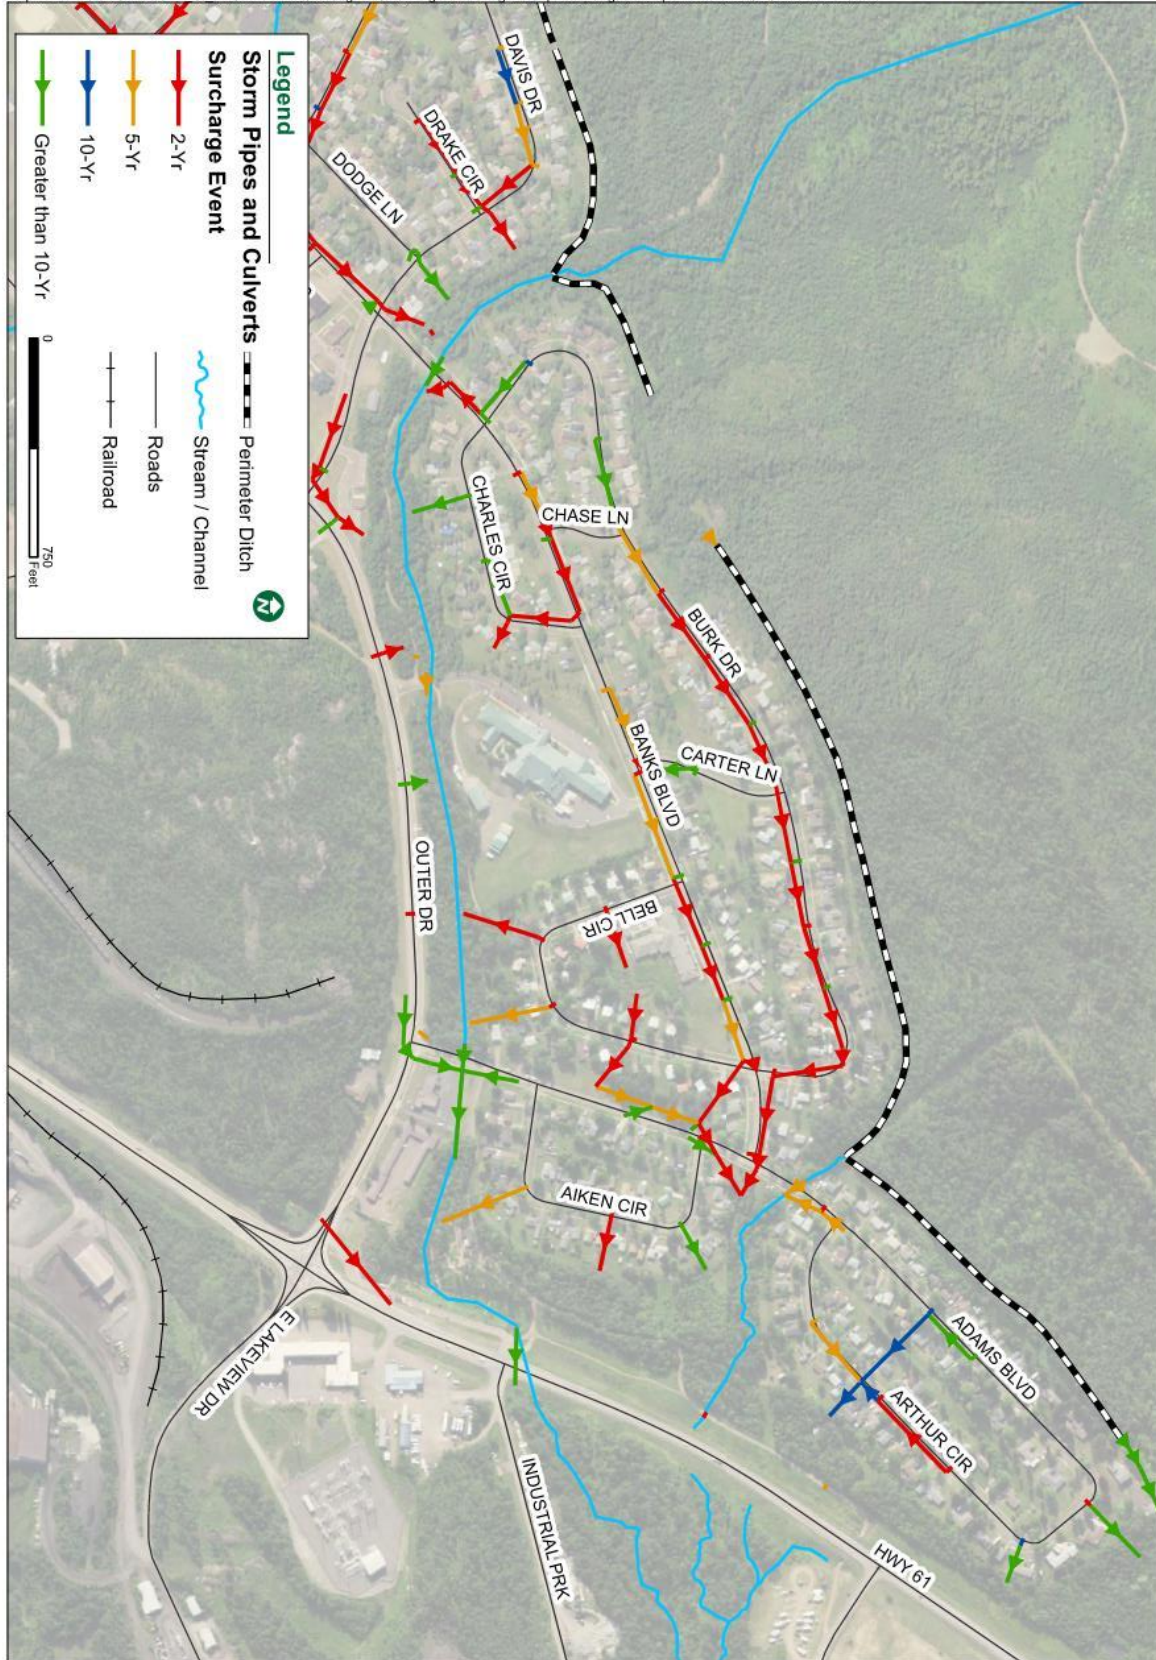 Legend
Storm Pipes and Culverts
Surcharge Event
2-Yr
5-Yr
10-Yr
Greater than 10-Yr
Perimeter Ditch
Stream / Channel
Roads
Railroad
N
0
750
Feet
DAVIS DR
DRAKE CIR
DODGE LN
CHARLES CIR
CHASE LN
BURK DR
CARTER LN
BANKS BLVD
BELL CIR
OUTER DR
AIKEN CIR
ADAMS BLVD
ARTHUR CIR
E LAKEVIEW DR
INDUSTRIAL PRK
HWY 61